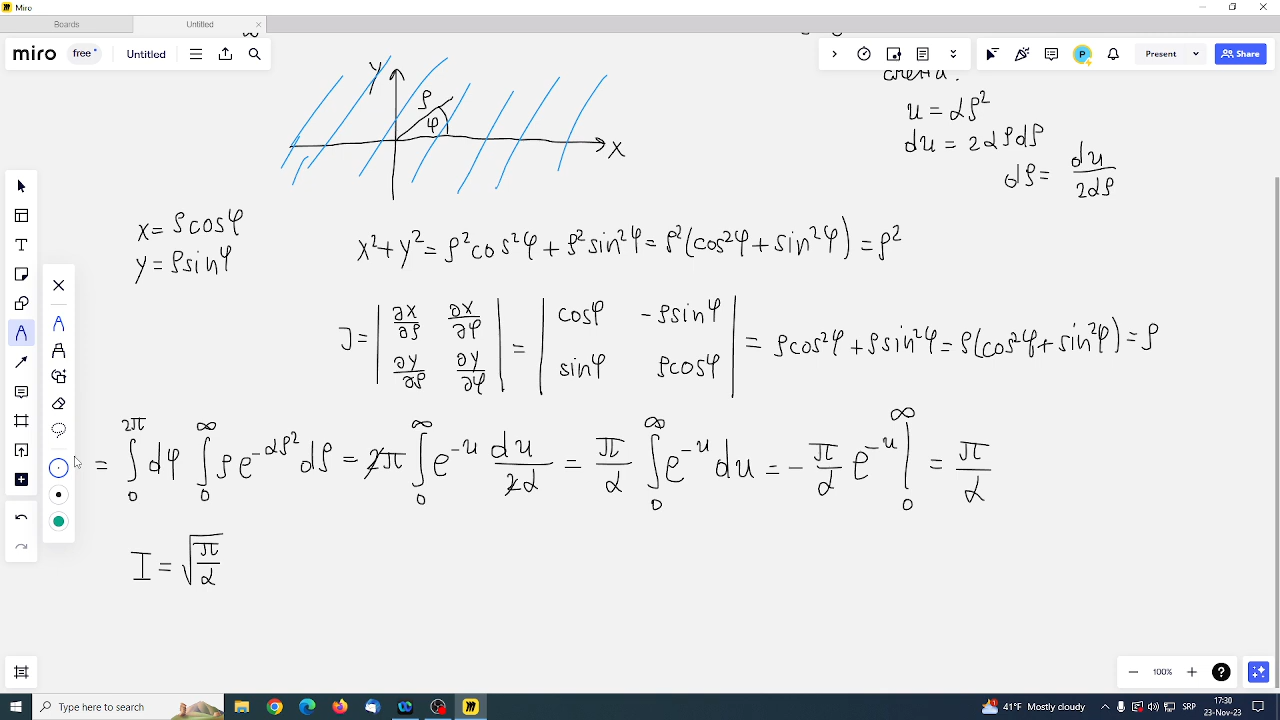 Miro
Boards Untitled
miro free Untitled Present Share
P
смена:
Y
ρ
φ
X
u = αρ²
du = 2αρdρ
dρ = du/2αρ
x = ρcosφ
y = ρsinφ
x² + y² = ρ²cos²φ + ρ²sin²φ = ρ²(cos²φ + sin²φ) = ρ²
J = | ∂x/∂ρ ∂x/∂φ ; ∂y/∂ρ ∂y/∂φ | = | cosφ -ρsinφ ; sinφ ρcosφ | = ρcos²φ + ρsin²φ = ρ(cos²φ + sin²φ) = ρ
= ∫₀^2π dφ ∫₀^∞ ρe^-αρ² dρ = 2π ∫₀^∞ e^-u du/2α = π/α ∫₀^∞ e^-u du = - π/α e^-u |₀^∞ = π/α
I = √(π/α)
100%
Type here to search
41°F Mostly cloudy SRP 17:30
23-Nov-23